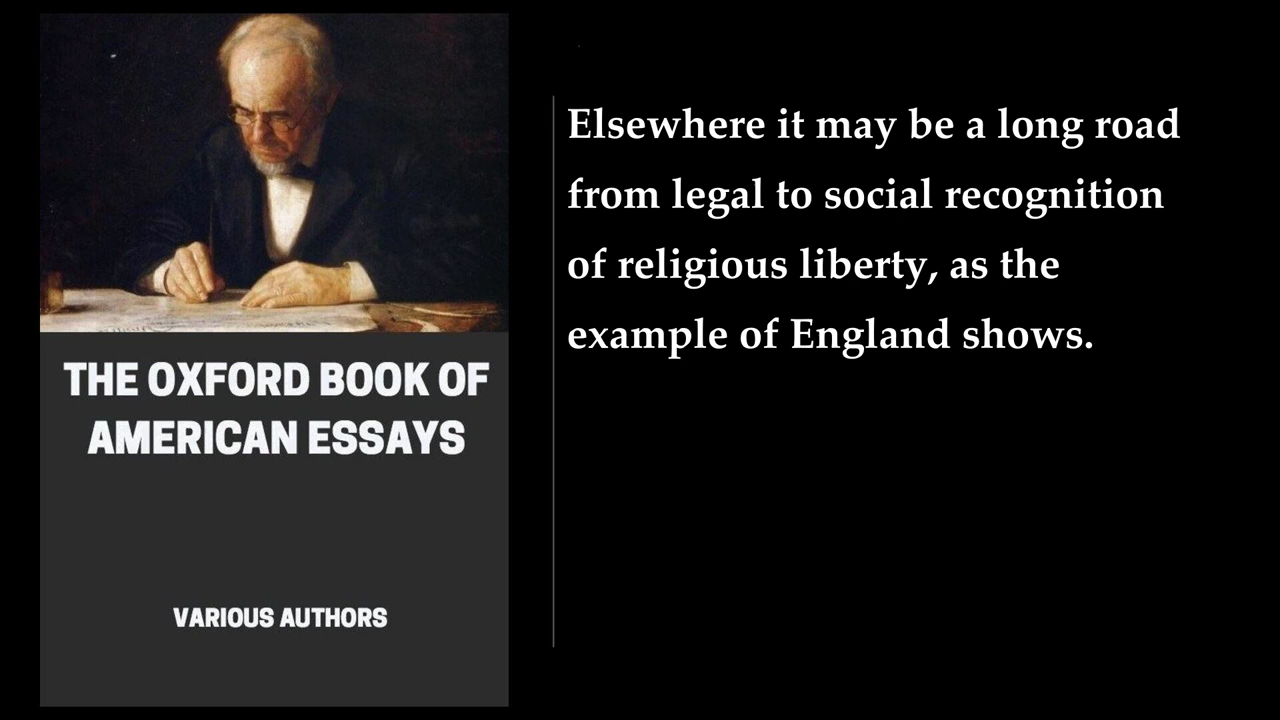 THE OXFORD BOOK OF
AMERICAN ESSAYS
VARIOUS AUTHORS
Elsewhere it may be a long road
from legal to social recognition
of religious liberty, as the
example of England shows.